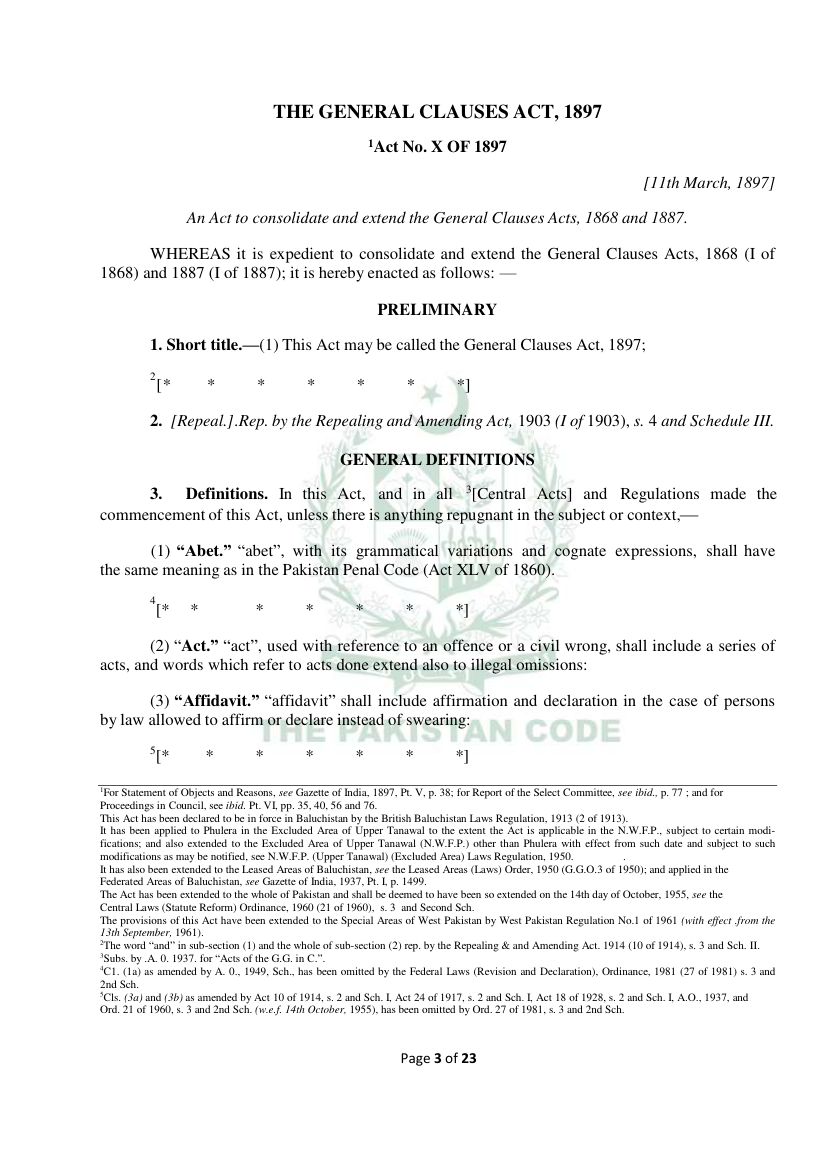 THE GENERAL CLAUSES ACT, 1897
¹Act No. X OF 1897
[11th March, 1897]
An Act to consolidate and extend the General Clauses Acts, 1868 and 1887.
WHEREAS it is expedient to consolidate and extend the General Clauses Acts, 1868 (I of
1868) and 1887 (I of 1887); it is hereby enacted as follows: —
PRELIMINARY
1. Short title.—(1) This Act may be called the General Clauses Act, 1897;
²[* * * * * * *]
2. [Repeal.].Rep. by the Repealing and Amending Act, 1903 (I of 1903), s. 4 and Schedule III.
GENERAL DEFINITIONS
3. Definitions. In this Act, and in all ³[Central Acts] and Regulations made the
commencement of this Act, unless there is anything repugnant in the subject or context,—
(1) “Abet.” “abet”, with its grammatical variations and cognate expressions, shall have
the same meaning as in the Pakistan Penal Code (Act XLV of 1860).
⁴[* * * * * * *]
(2) “Act.” “act”, used with reference to an offence or a civil wrong, shall include a series of
acts, and words which refer to acts done extend also to illegal omissions:
(3) “Affidavit.” “affidavit” shall include affirmation and declaration in the case of persons
by law allowed to affirm or declare instead of swearing:
THE PAKISTAN CODE
⁵[* * * * * * *]
¹For Statement of Objects and Reasons, see Gazette of India, 1897, Pt. V, p. 38; for Report of the Select Committee, see ibid., p. 77 ; and for
Proceedings in Council, see ibid. Pt. VI, pp. 35, 40, 56 and 76.
This Act has been declared to be in force in Baluchistan by the British Baluchistan Laws Regulation, 1913 (2 of 1913).
It has been applied to Phulera in the Excluded Area of Upper Tanawal to the extent the Act is applicable in the N.W.F.P., subject to certain modi-
fications; and also extended to the Excluded Area of Upper Tanawal (N.W.F.P.) other than Phulera with effect from such date and subject to such
modifications as may be notified, see N.W.F.P. (Upper Tanawal) (Excluded Area) Laws Regulation, 1950. .
It has also been extended to the Leased Areas of Baluchistan, see the Leased Areas (Laws) Order, 1950 (G.G.O.3 of 1950); and applied in the
Federated Areas of Baluchistan, see Gazette of India, 1937, Pt. I, p. 1499.
The Act has been extended to the whole of Pakistan and shall be deemed to have been so extended on the 14th day of October, 1955, see the
Central Laws (Statute Reform) Ordinance, 1960 (21 of 1960), s. 3 and Second Sch.
The provisions of this Act have been extended to the Special Areas of West Pakistan by West Pakistan Regulation No.1 of 1961 (with effect .from the
13th September, 1961).
²The word “and” in sub-section (1) and the whole of sub-section (2) rep. by the Repealing & and Amending Act. 1914 (10 of 1914), s. 3 and Sch. II.
³Subs. by .A. 0. 1937. for “Acts of the G.G. in C.”.
⁴C1. (1a) as amended by A. 0., 1949, Sch., has been omitted by the Federal Laws (Revision and Declaration), Ordinance, 1981 (27 of 1981) s. 3 and
2nd Sch.
⁵Cls. (3a) and (3b) as amended by Act 10 of 1914, s. 2 and Sch. I, Act 24 of 1917, s. 2 and Sch. I, Act 18 of 1928, s. 2 and Sch. I, A.O., 1937, and
Ord. 21 of 1960, s. 3 and 2nd Sch. (w.e.f. 14th October, 1955), has been omitted by Ord. 27 of 1981, s. 3 and 2nd Sch.
Page 3 of 23